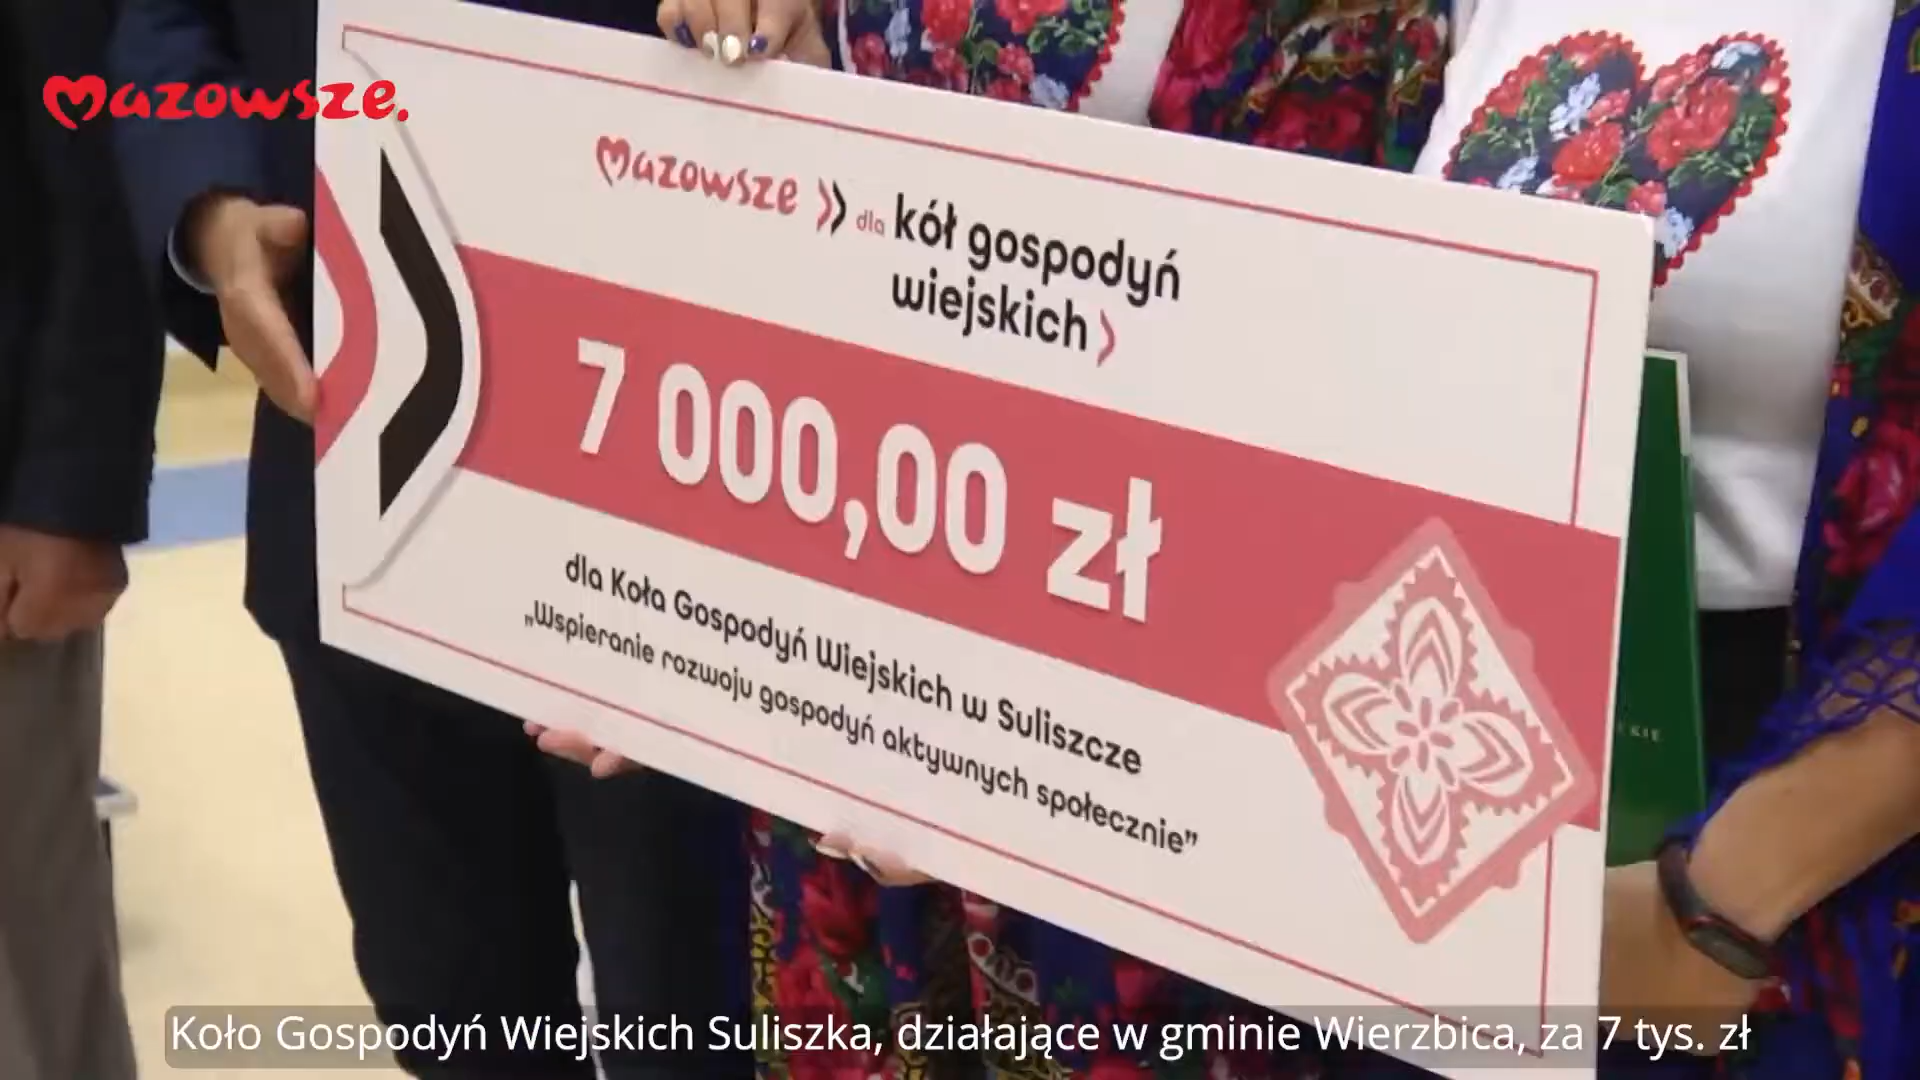 Mazowsze.
Mazowsze dla kół gospodyń
wiejskich
7 000,00 zł
dla Koła Gospodyń Wiejskich w Suliszcze
„Wspieranie rozwoju gospodyń aktywnych społecznie”
Koło Gospodyń Wiejskich Suliszka, działające w gminie Wierzbica, za 7 tys. zł